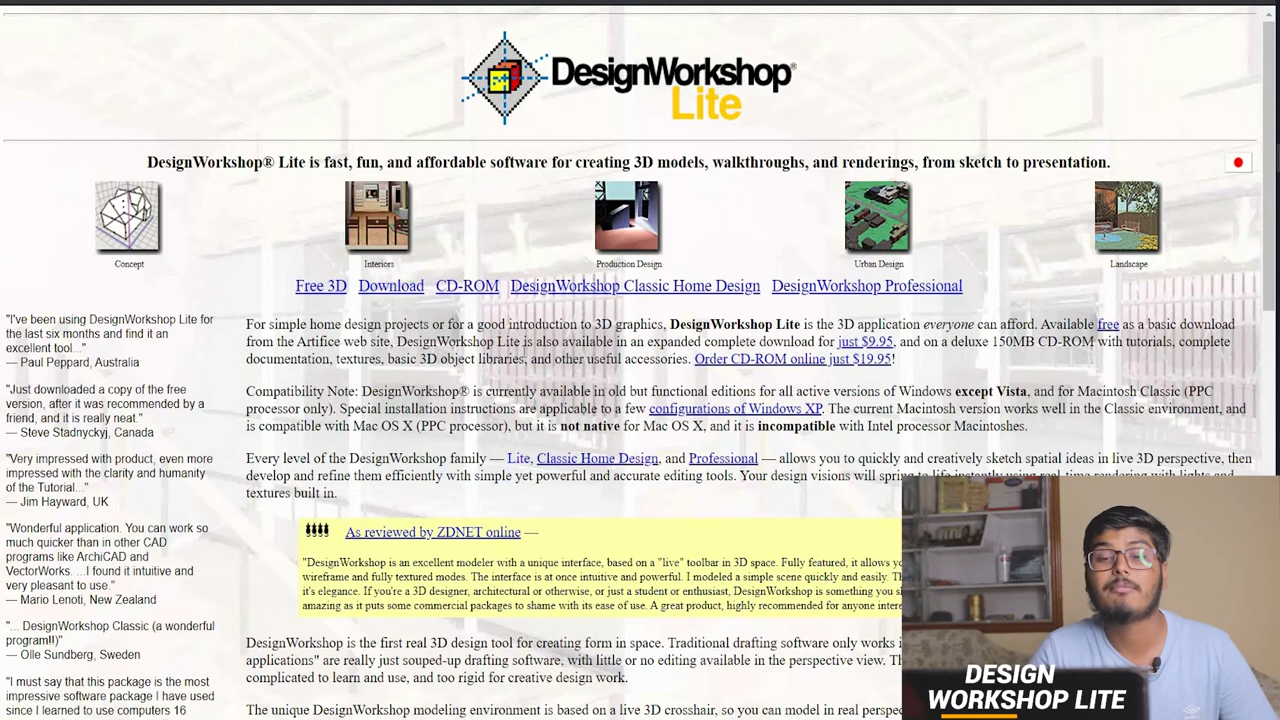 DesignWorkshop®
Lite
DesignWorkshop® Lite is fast, fun, and affordable software for creating 3D models, walkthroughs, and renderings, from sketch to presentation.
Concept
Interiors
Production Design
Urban Design
Landscape
Free 3D Download CD-ROM DesignWorkshop Classic Home Design DesignWorkshop Professional
"I've been using DesignWorkshop Lite for
the last six months and find it an
excellent tool..."
— Paul Peppard, Australia
"Just downloaded a copy of the free
version, after it was recommended by a
friend, and it is really neat."
— Steve Stadnyckyj, Canada
"Very impressed with product, even more
impressed with the clarity and humanity
of the Tutorial..."
— Jim Hayward, UK
"Wonderful application. You can work so
much quicker than in other CAD
programs like ArchiCAD and
VectorWorks. ...I found it intuitive and
very pleasant to use."
— Mario Lenoti, New Zealand
"... DesignWorkshop Classic (a wonderful
program!!)"
— Olle Sundberg, Sweden
"I must say that this package is the most
impressive software package I have used
since I learned to use computers 16
For simple home design projects or for a good introduction to 3D graphics, DesignWorkshop Lite is the 3D application everyone can afford. Available free as a basic download
from the Artifice web site, DesignWorkshop Lite is also available in an expanded complete download for just $9.95, and on a deluxe 150MB CD-ROM with tutorials, complete
documentation, textures, basic 3D object libraries, and other useful accessories. Order CD-ROM online just $19.95!
Compatibility Note: DesignWorkshop® is currently available in old but functional editions for all active versions of Windows except Vista, and for Macintosh Classic (PPC
processor only). Special installation instructions are applicable to a few configurations of Windows XP. The current Macintosh version works well in the Classic environment, and
is compatible with Mac OS X (PPC processor), but it is not native for Mac OS X, and it is incompatible with Intel processor Macintoshes.
Every level of the DesignWorkshop family — Lite, Classic Home Design, and Professional — allows you to quickly and creatively sketch spatial ideas in live 3D perspective, then
develop and refine them efficiently with simple yet powerful and accurate editing tools. Your design visions will spring to life instantly using real-time rendering with lights and
textures built in.
As reviewed by ZDNET online —
"DesignWorkshop is an excellent modeler with a unique interface, based on a "live" toolbar in 3D space. Fully featured, it allows yo
wireframe and fully textured modes. The interface is at once intuitive and powerful. I modeled a simple scene quickly and easily. Th
it's elegance. If you're a 3D designer, architectural or otherwise, or just a student or enthusiast, DesignWorkshop is something you s
amazing as it puts some commercial packages to shame with its ease of use. A great product, highly recommended for anyone intere
DesignWorkshop is the first real 3D design tool for creating form in space. Traditional drafting software only works i
applications" are really just souped-up drafting software, with little or no editing available in the perspective view. Th
complicated to learn and use, and too rigid for creative design work.
The unique DesignWorkshop modeling environment is based on a live 3D crosshair, so you can model in real perspec
DESIGN
WORKSHOP LITE